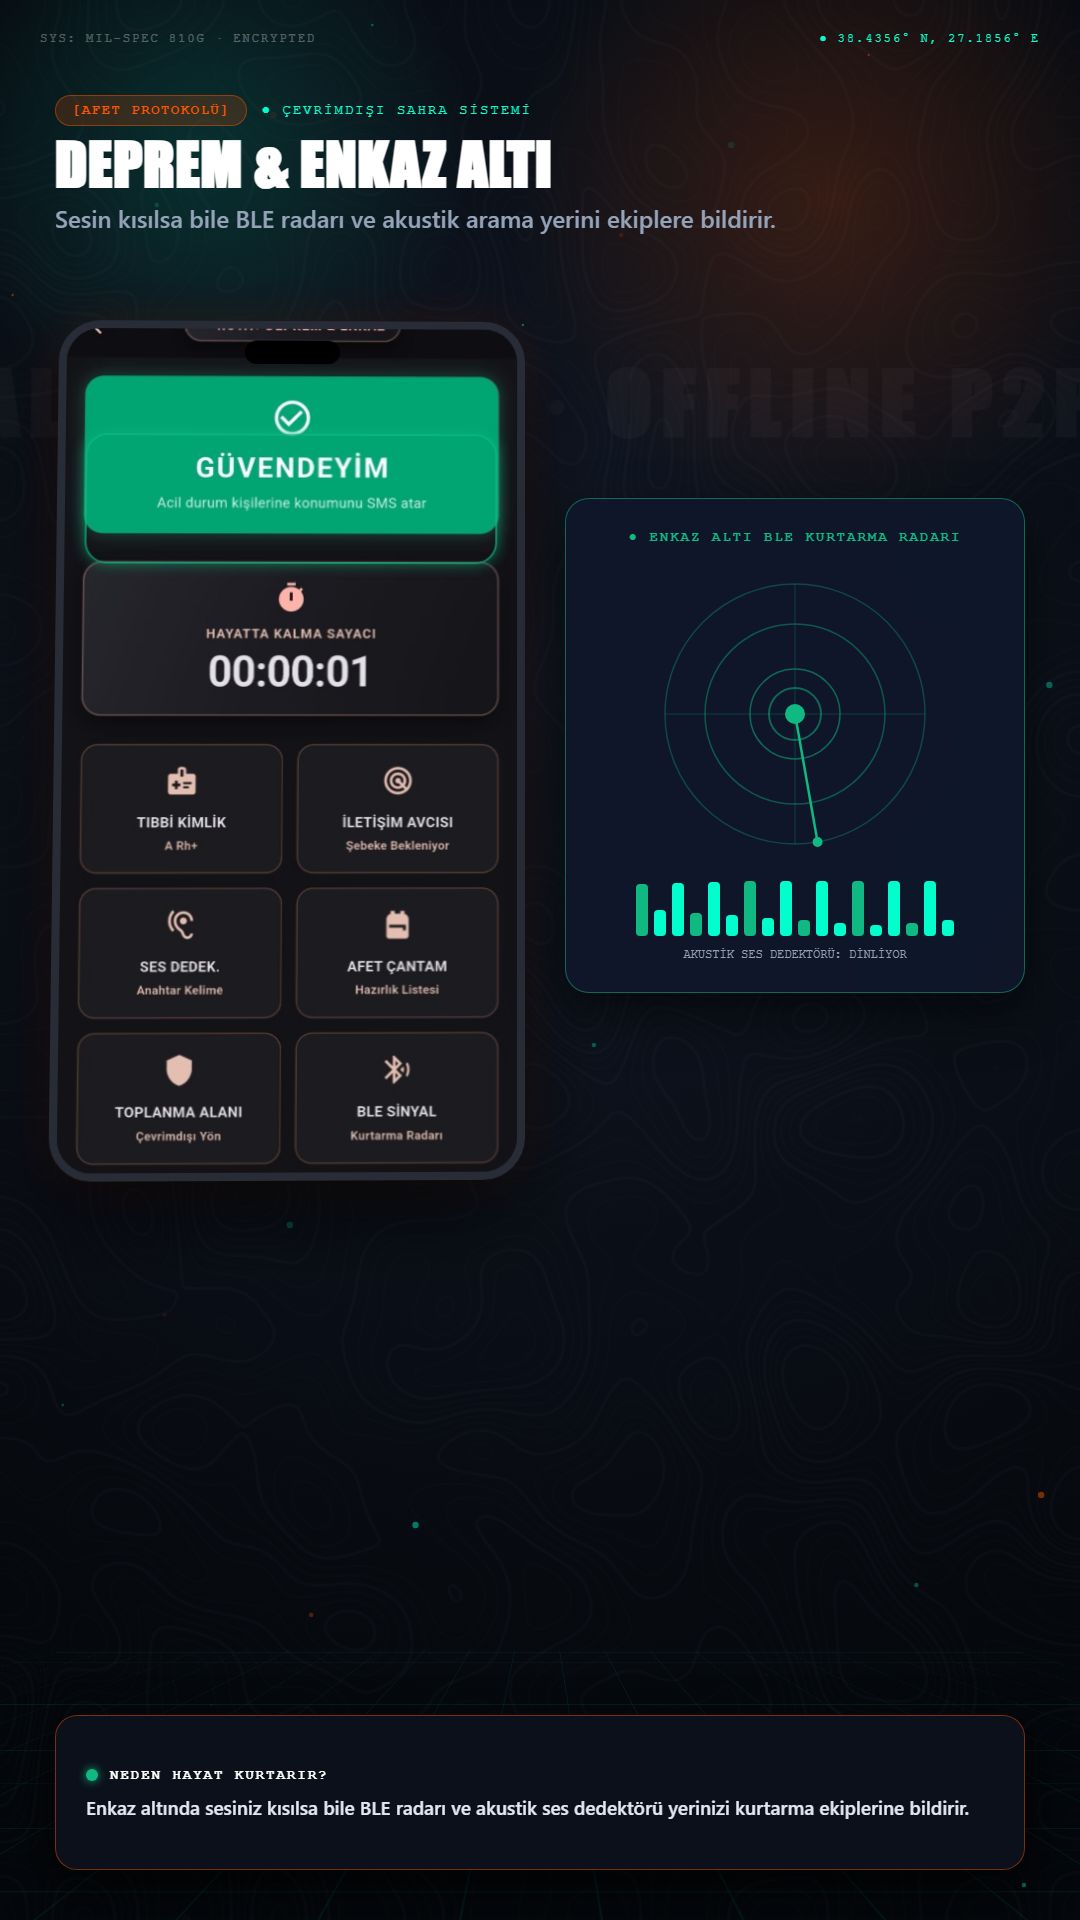 SYS: MIL-SPEC 810G · ENCRYPTED
● 38.4356° N, 27.1856° E
[AFET PROTOKOLÜ]
● ÇEVRİMDIŞI SAHRA SİSTEMİ
DEPREM & ENKAZ ALTI
Sesin kısılsa bile BLE radarı ve akustik arama yerini ekiplere bildirir.
OFFLINE P2P
GÜVENDEYİM
Acil durum kişilerine konumunu SMS atar
HAYATTA KALMA SAYACI
00:00:01
TIBBİ KİMLİK
A Rh+
İLETİŞİM AVCISI
Şebeke Bekleniyor
SES DEDEK.
Anahtar Kelime
AFET ÇANTAM
Hazırlık Listesi
TOPLANMA ALANI
Çevrimdışı Yön
BLE SİNYAL
Kurtarma Radarı
● ENKAZ ALTI BLE KURTARMA RADARI
AKUSTİK SES DEDEKTÖRÜ: DİNLİYOR
NEDEN HAYAT KURTARIR?
Enkaz altında sesiniz kısılsa bile BLE radarı ve akustik ses dedektörü yerinizi kurtarma ekiplerine bildirir.